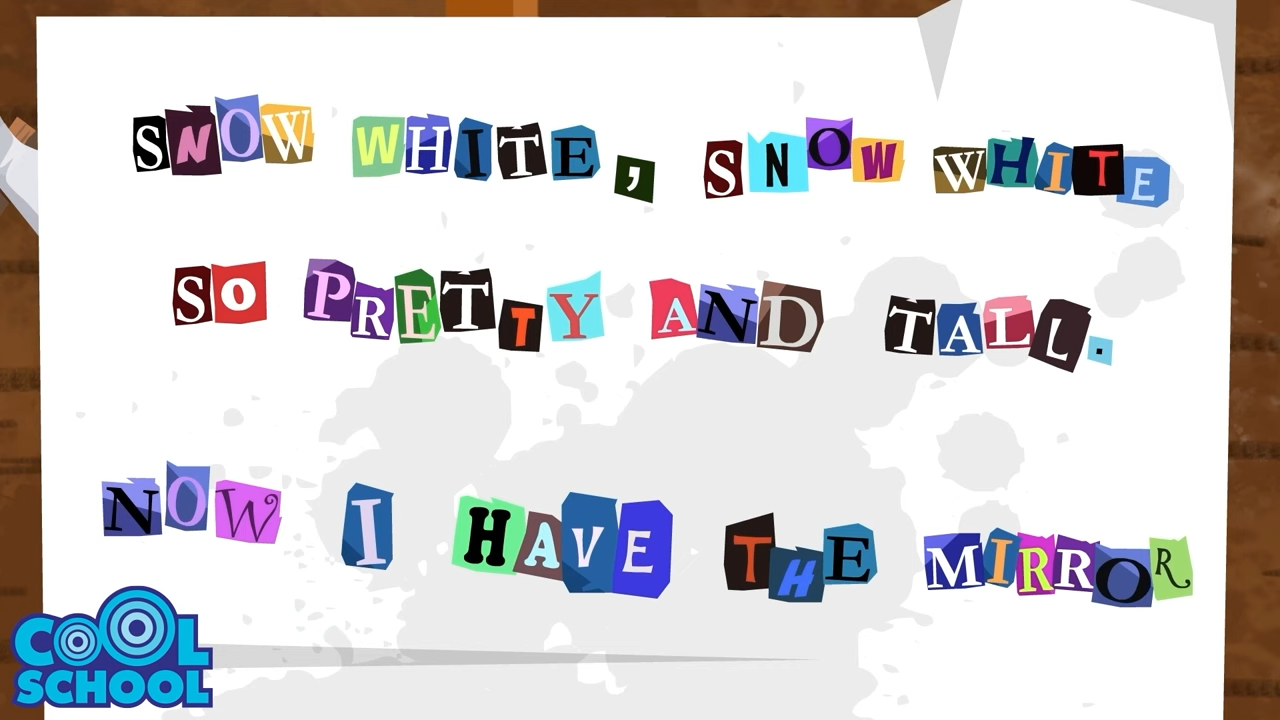 SNOW WHITE, SNOW WHITE
SO PRETTY AND TALL.
NOW I HAVE THE MIRROR
COOL
SCHOOL